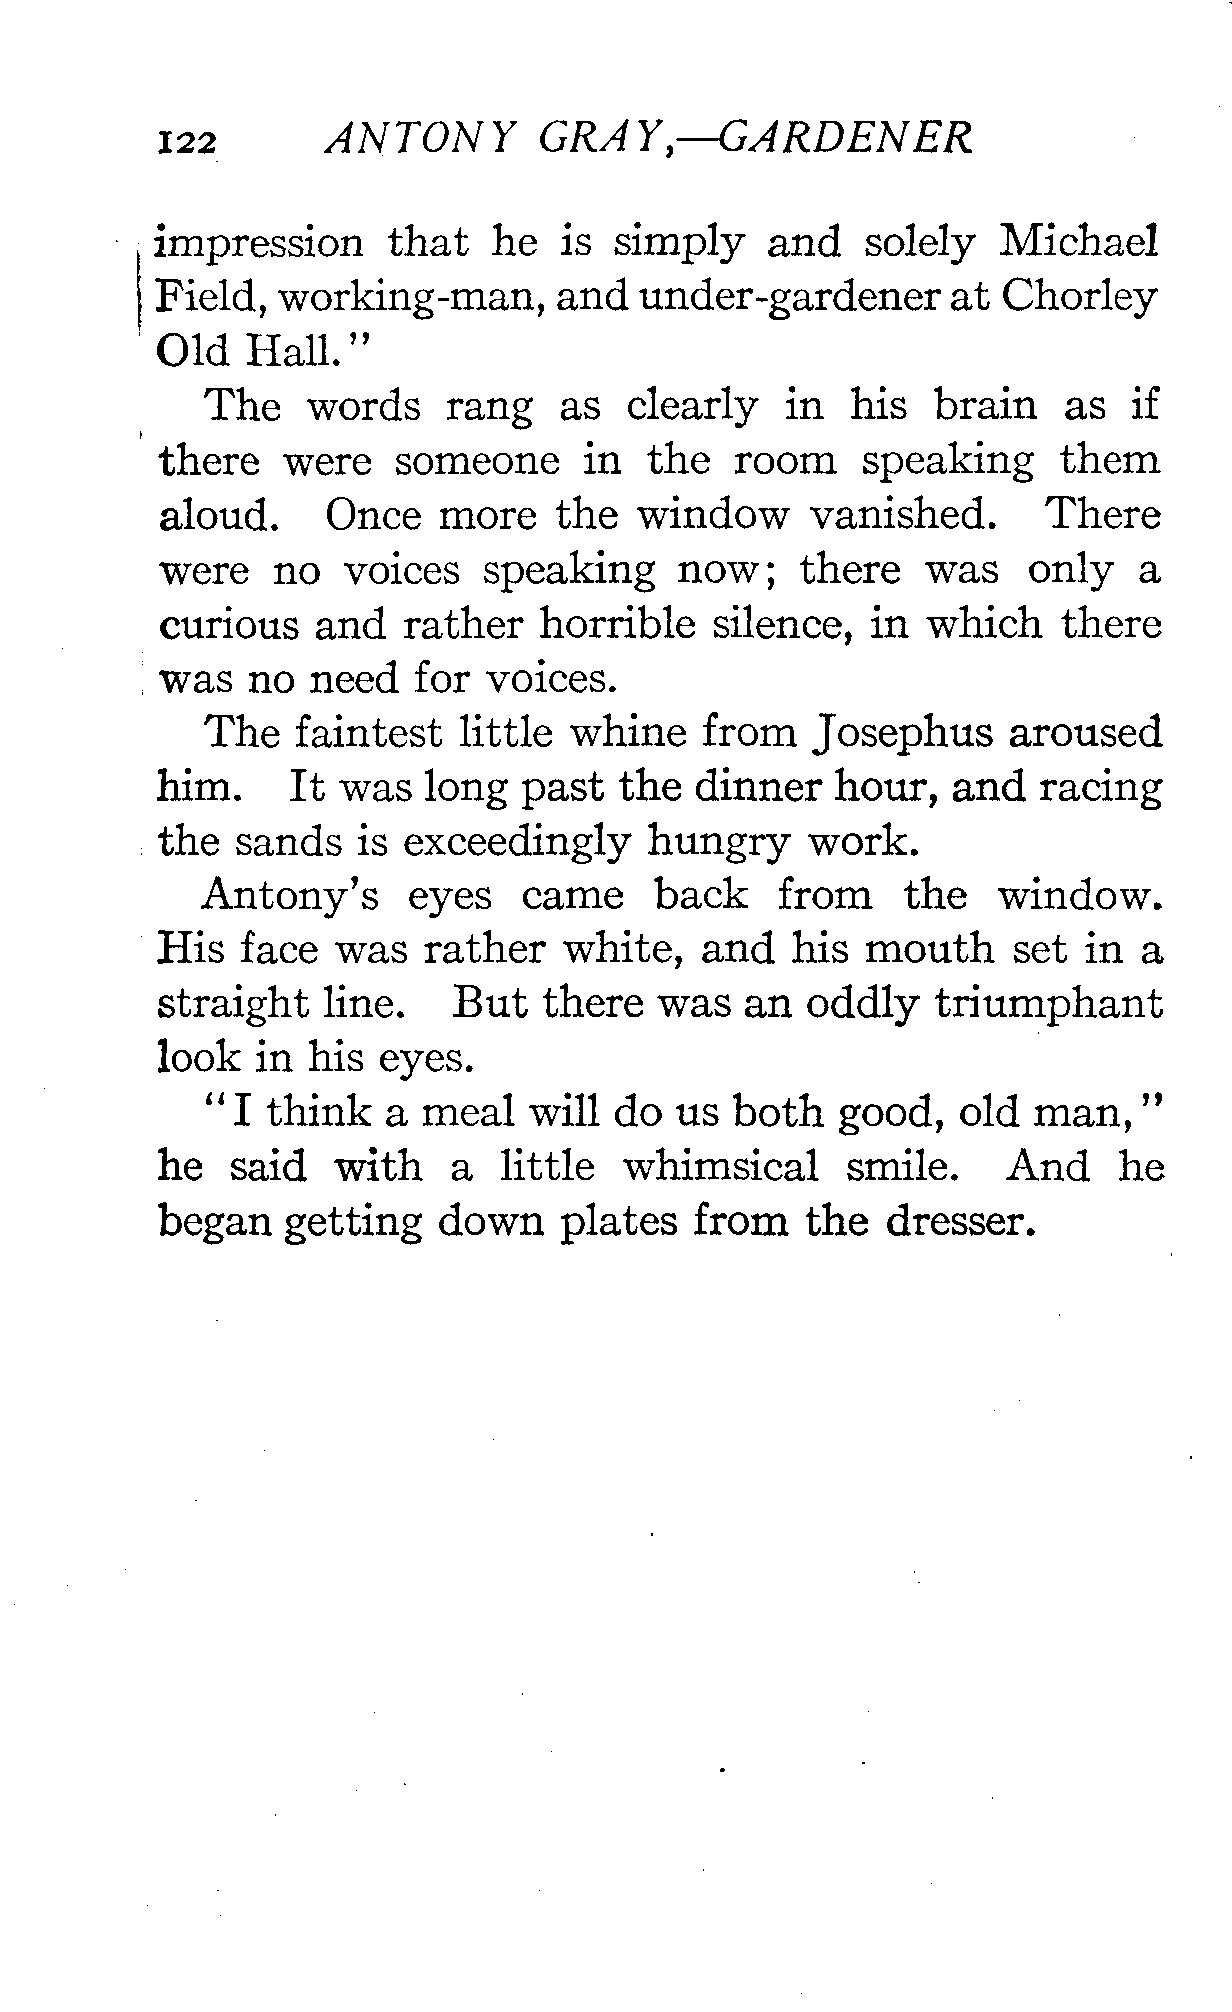 122 ANTONY GRAY,—GARDENER
impression that he is simply and solely Michael
Field, working-man, and under-gardener at Chorley
Old Hall."
The words rang as clearly in his brain as if
there were someone in the room speaking them
aloud. Once more the window vanished. There
were no voices speaking now; there was only a
curious and rather horrible silence, in which there
was no need for voices.
The faintest little whine from Josephus aroused
him. It was long past the dinner hour, and racing
the sands is exceedingly hungry work.
Antony's eyes came back from the window.
His face was rather white, and his mouth set in a
straight line. But there was an oddly triumphant
look in his eyes.
"I think a meal will do us both good, old man,"
he said with a little whimsical smile. And he
began getting down plates from the dresser.